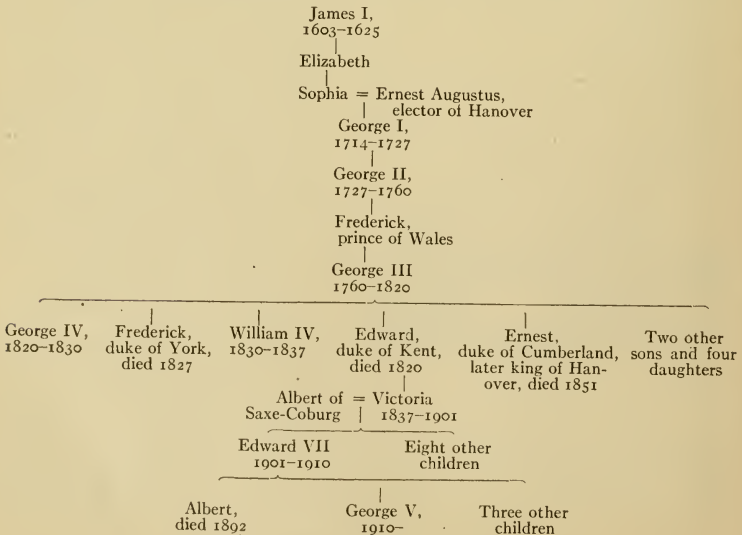 James I,
1603–1625
Elizabeth
Sophia = Ernest Augustus,
elector of Hanover
George I,
1714–1727
George II,
1727–1760
Frederick,
prince of Wales
George III
1760–1820
George IV,
1820–1830
Frederick,
duke of York,
died 1827
William IV,
1830–1837
Edward,
duke of Kent,
died 1820
Ernest,
duke of Cumberland,
later king of Han-
over, died 1851
Two other
sons and four
daughters
Albert of = Victoria
Saxe-Coburg 1837–1901
Edward VII
1901–1910
Eight other
children
Albert,
died 1892
George V,
1910–
Three other
children